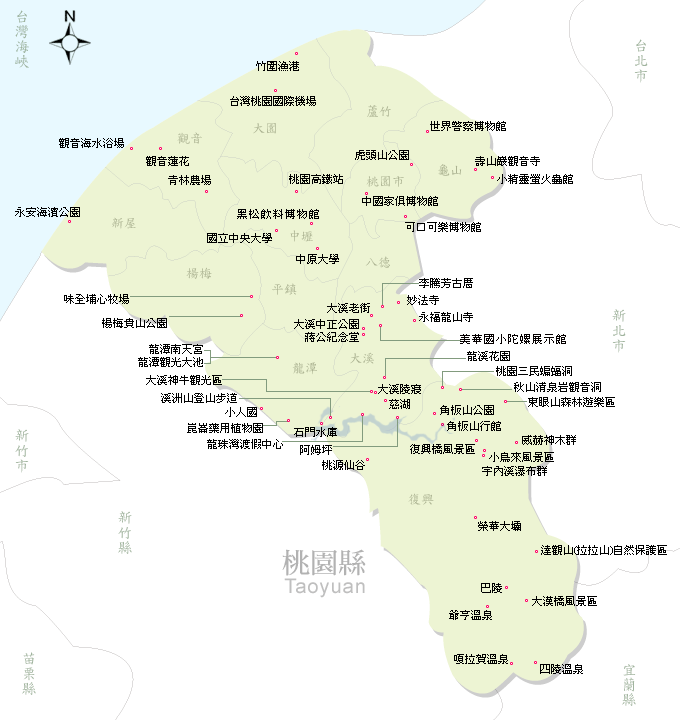 N
台灣海峽
台北市
竹圍漁港
台灣桃園國際機場
蘆竹
大園
觀音
世界警察博物館
觀音海水浴場
觀音蓮花
虎頭山公園
龜山
壽山巖觀音寺
小精靈螢火蟲館
青林農場
桃園高鐵站
桃園市
中國家俱博物館
永安海濱公園
新屋
黑松飲料博物館
可口可樂博物館
國立中央大學
中壢
中原大學
八德
楊梅
平鎮
李騰芳古厝
味全埔心牧場
妙法寺
大溪老街
永福龍山寺
新北市
楊梅貴山公園
大溪中正公園
蔣公紀念堂
美華國小陀螺展示館
龍潭南天宮
龍潭觀光大池
龍潭
大溪
龍溪花園
桃園三民蝙蝠洞
大溪神牛觀光區
大溪陵寢
秋山清泉岩觀音洞
溪洲山登山步道
慈湖
東眼山森林遊樂區
小人國
角板山公園
崑崙藥用植物園
石門水庫
角板山行館
龍珠灣渡假中心
阿姆坪
復興橋風景區
戚赫神木群
小烏來風景區
桃源仙谷
宇內溪瀑布群
新竹市
復興
新竹縣
榮華大壩
桃園縣
Taoyuan
達觀山(拉拉山)自然保護區
巴陵
大漢橋風景區
爺亨溫泉
嘎拉賀溫泉
四陵溫泉
苗栗縣
宜蘭縣